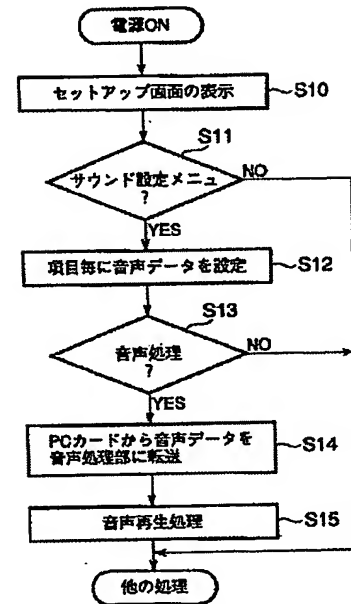 電源ON
セットアップ画面の表示
S10
S11
サウンド設定メニュ
?
NO
YES
項目毎に音声データを設定
S12
S13
音声処理
?
NO
YES
PCカードから音声データを
音声処理部に転送
S14
音声再生処理
S15
他の処理